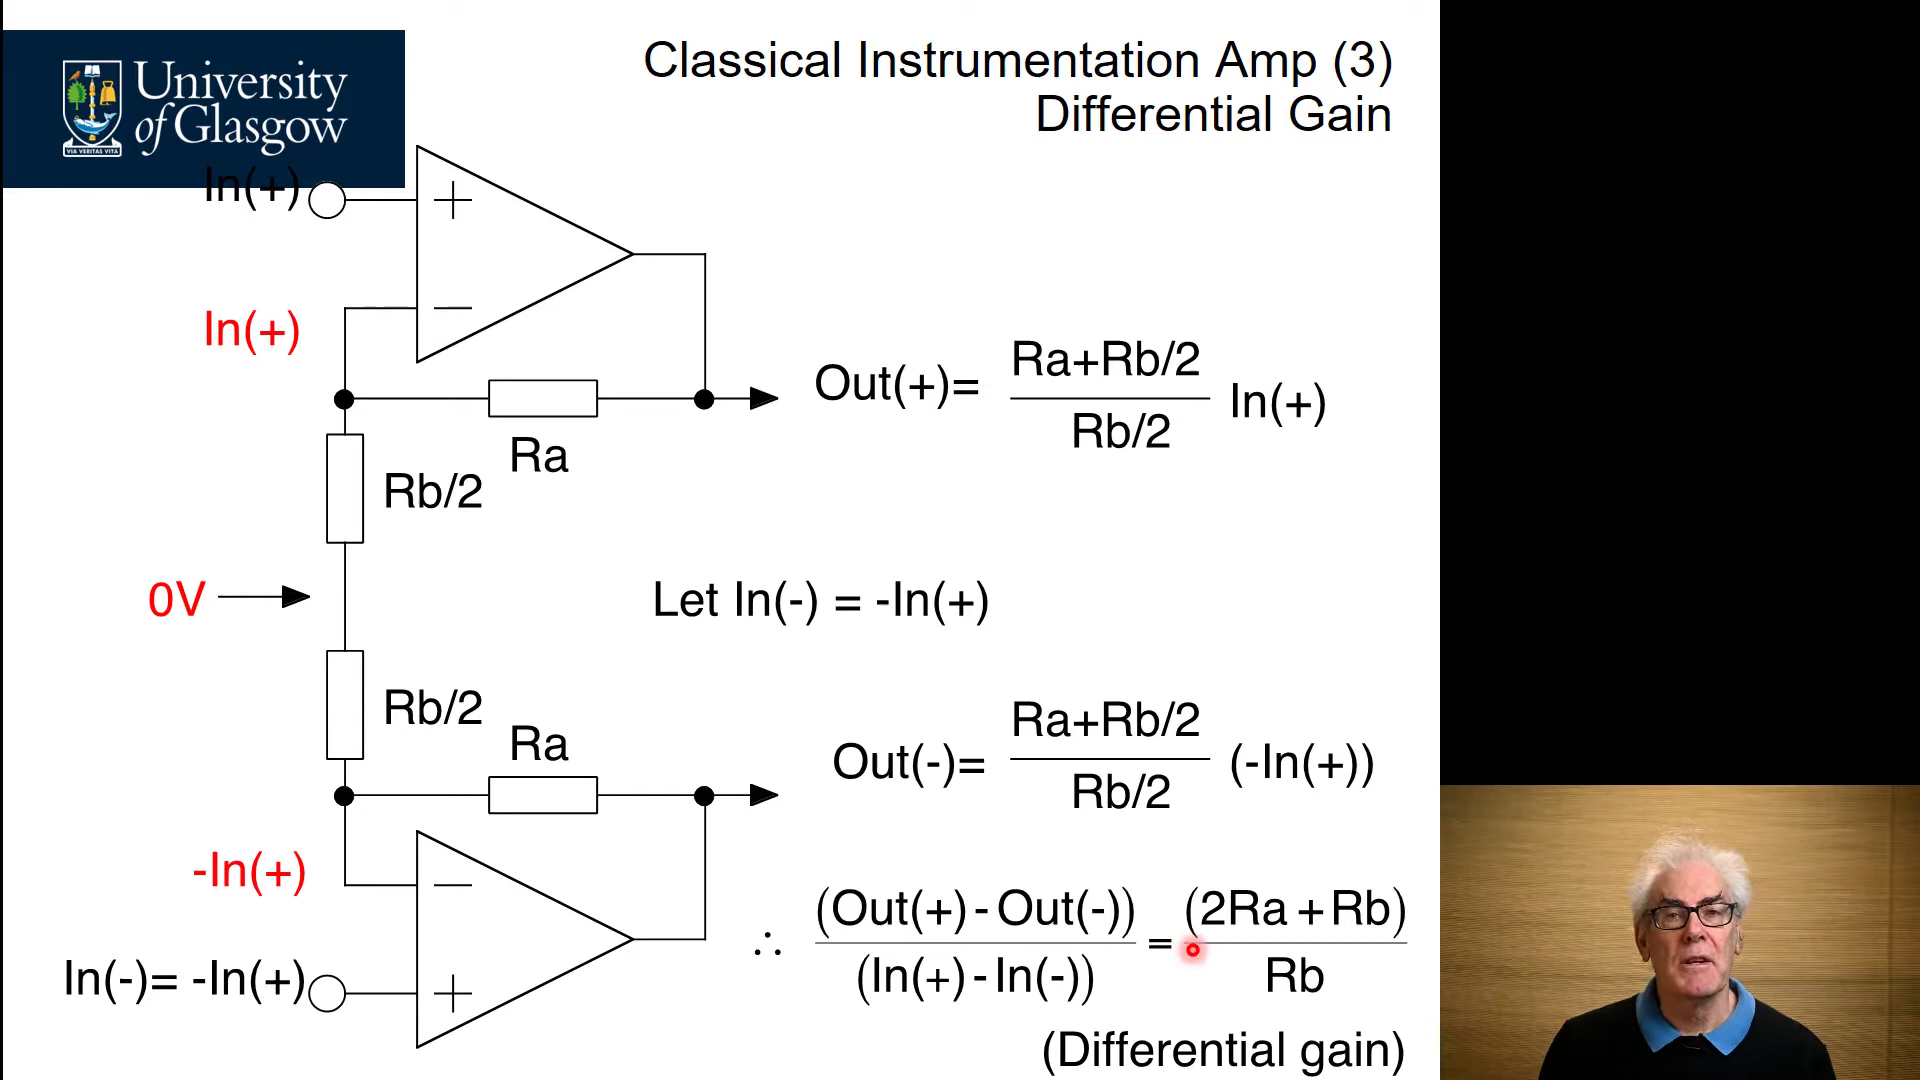 University
of Glasgow
VIA VERITAS VITA
Classical Instrumentation Amp (3)
Differential Gain
In(+)
+
In(+)
−
Out(+)= Ra+Rb/2
Rb/2
In(+)
Ra
Rb/2
0V
Let In(-) = -In(+)
Rb/2
Ra
Out(-)= Ra+Rb/2
Rb/2
(-In(+))
-In(+)
−
In(-)= -In(+)
+
∴ (Out(+) - Out(-)) = (2Ra + Rb)
(In(+) - In(-)) Rb
(Differential gain)